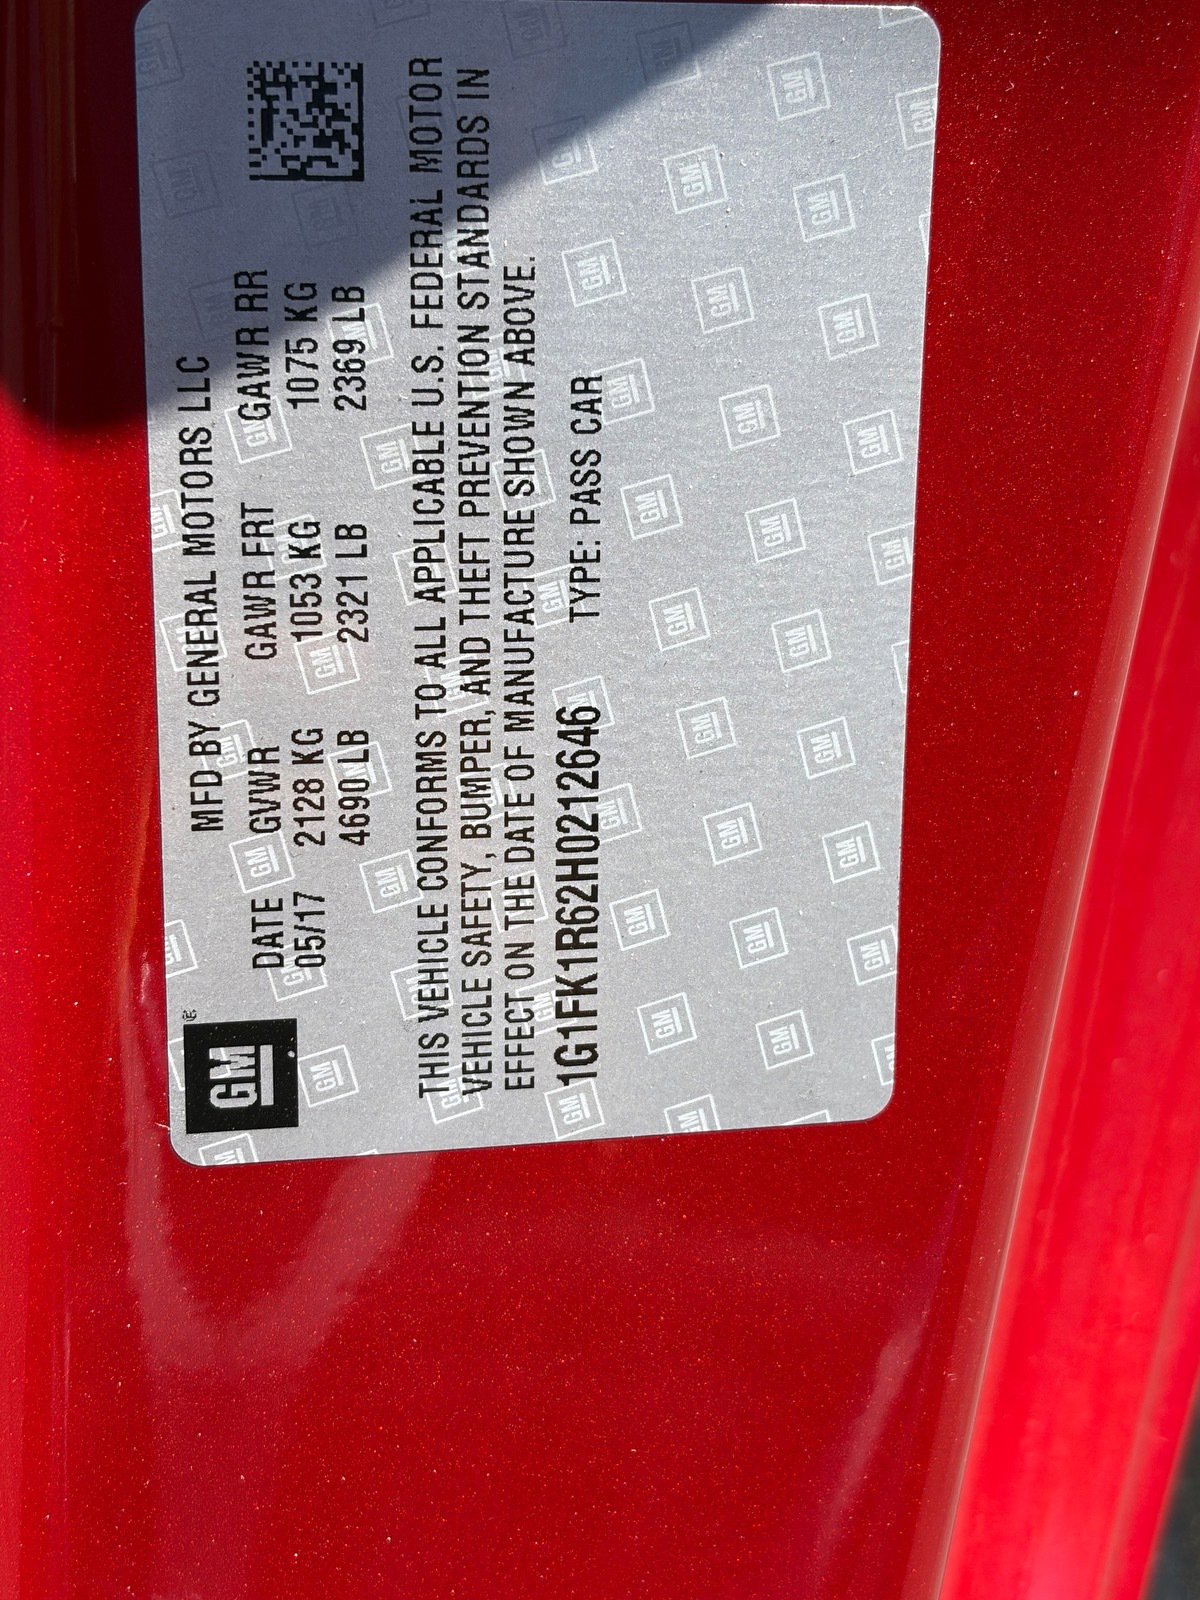 GM
MFD BY GENERAL MOTORS LLC
DATE GVWR GAWR FRT GAWR RR
05/17 2128 KG 1053 KG 1075 KG
4690 LB 2321 LB 2369 LB
THIS VEHICLE CONFORMS TO ALL APPLICABLE U.S. FEDERAL MOTOR
VEHICLE SAFETY, BUMPER, AND THEFT PREVENTION STANDARDS IN
EFFECT ON THE DATE OF MANUFACTURE SHOWN ABOVE.
1G1FK1R62H0212646 TYPE: PASS CAR